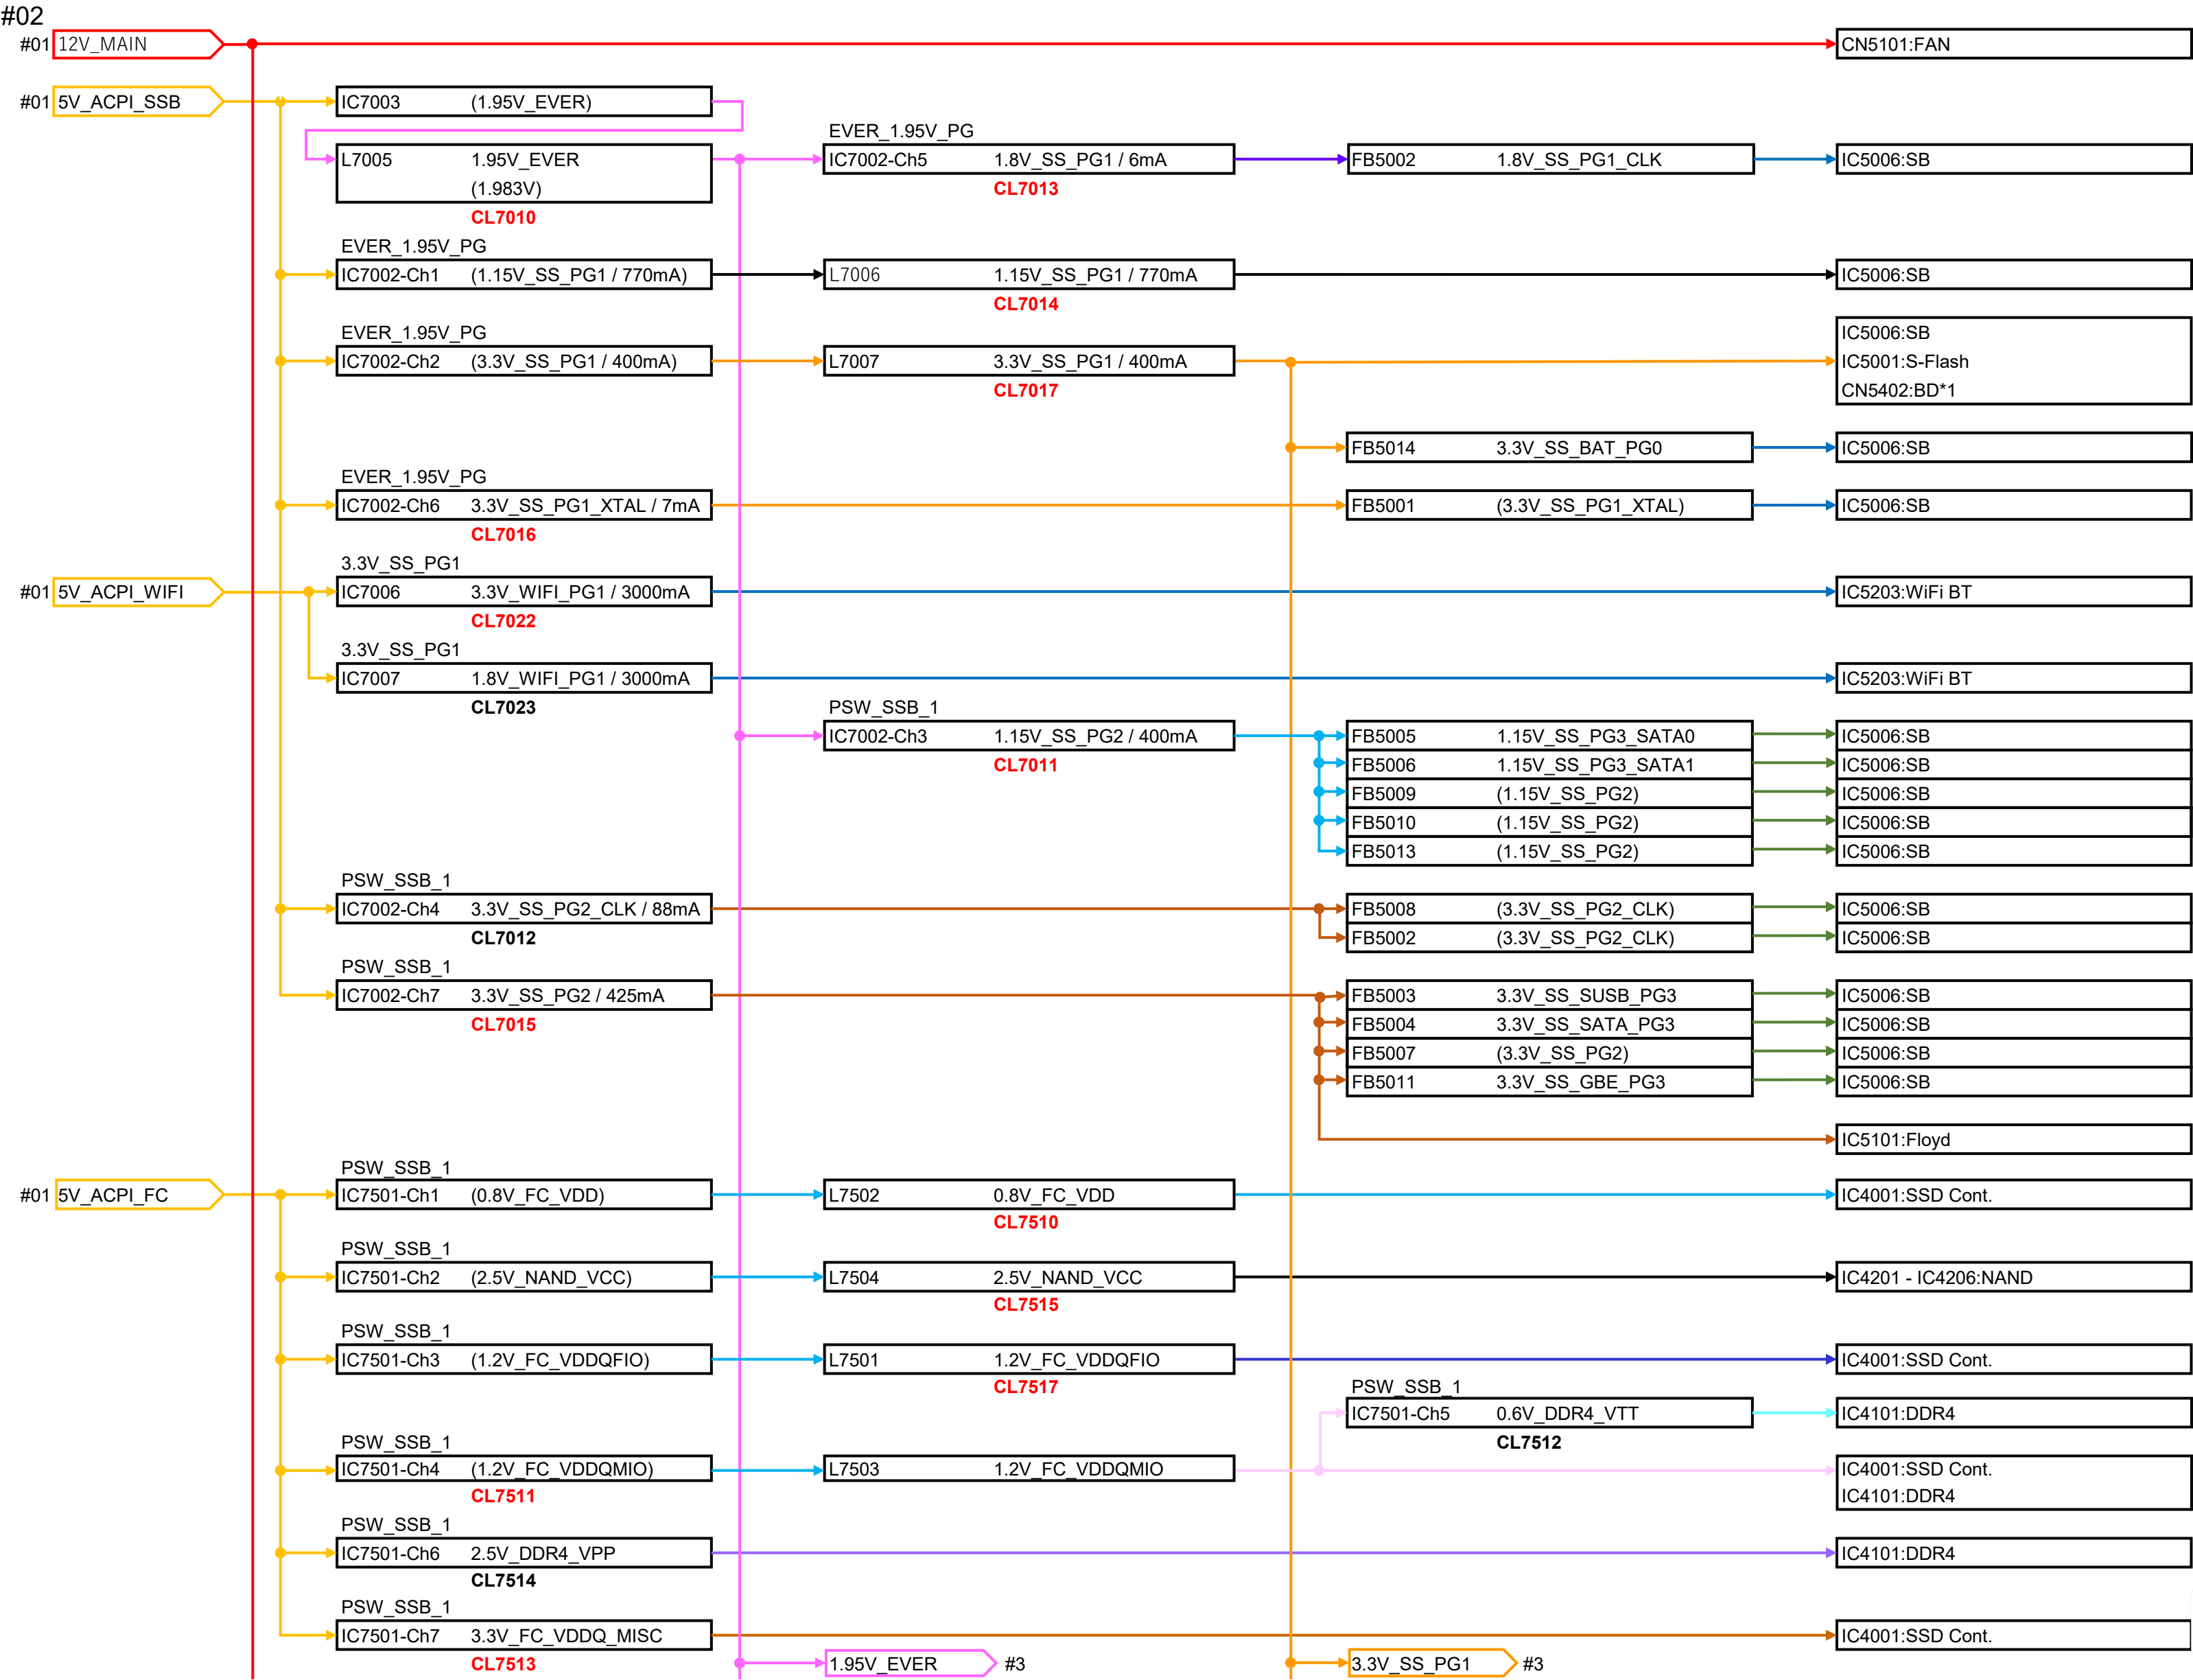 #02
#01 12V_MAIN CN5101:FAN
#01 5V_ACPI_SSB IC7003 (1.95V_EVER)
EVER_1.95V_PG
L7005 1.95V_EVER IC7002-Ch5 1.8V_SS_PG1 / 6mA FB5002 1.8V_SS_PG1_CLK IC5006:SB
(1.983V) CL7013
CL7010
EVER_1.95V_PG
IC7002-Ch1 (1.15V_SS_PG1 / 770mA) L7006 1.15V_SS_PG1 / 770mA IC5006:SB
CL7014
EVER_1.95V_PG IC5006:SB
IC7002-Ch2 (3.3V_SS_PG1 / 400mA) L7007 3.3V_SS_PG1 / 400mA IC5001:S-Flash
CL7017 CN5402:BD*1
FB5014 3.3V_SS_BAT_PG0 IC5006:SB
EVER_1.95V_PG
IC7002-Ch6 3.3V_SS_PG1_XTAL / 7mA FB5001 (3.3V_SS_PG1_XTAL) IC5006:SB
CL7016
3.3V_SS_PG1
#01 5V_ACPI_WIFI IC7006 3.3V_WIFI_PG1 / 3000mA IC5203:WiFi BT
CL7022
3.3V_SS_PG1
IC7007 1.8V_WIFI_PG1 / 3000mA IC5203:WiFi BT
CL7023 PSW_SSB_1
IC7002-Ch3 1.15V_SS_PG2 / 400mA FB5005 1.15V_SS_PG3_SATA0 IC5006:SB
CL7011 FB5006 1.15V_SS_PG3_SATA1 IC5006:SB
FB5009 (1.15V_SS_PG2) IC5006:SB
FB5010 (1.15V_SS_PG2) IC5006:SB
FB5013 (1.15V_SS_PG2) IC5006:SB
PSW_SSB_1
IC7002-Ch4 3.3V_SS_PG2_CLK / 88mA FB5008 (3.3V_SS_PG2_CLK) IC5006:SB
CL7012 FB5002 (3.3V_SS_PG2_CLK) IC5006:SB
PSW_SSB_1
IC7002-Ch7 3.3V_SS_PG2 / 425mA FB5003 3.3V_SS_SUSB_PG3 IC5006:SB
CL7015 FB5004 3.3V_SS_SATA_PG3 IC5006:SB
FB5007 (3.3V_SS_PG2) IC5006:SB
FB5011 3.3V_SS_GBE_PG3 IC5006:SB
IC5101:Floyd
PSW_SSB_1
#01 5V_ACPI_FC IC7501-Ch1 (0.8V_FC_VDD) L7502 0.8V_FC_VDD IC4001:SSD Cont.
CL7510
PSW_SSB_1
IC7501-Ch2 (2.5V_NAND_VCC) L7504 2.5V_NAND_VCC IC4201 - IC4206:NAND
CL7515
PSW_SSB_1
IC7501-Ch3 (1.2V_FC_VDDQFIO) L7501 1.2V_FC_VDDQFIO IC4001:SSD Cont.
CL7517 PSW_SSB_1
IC7501-Ch5 0.6V_DDR4_VTT IC4101:DDR4
PSW_SSB_1 CL7512
IC7501-Ch4 (1.2V_FC_VDDQMIO) L7503 1.2V_FC_VDDQMIO IC4001:SSD Cont.
CL7511 IC4101:DDR4
PSW_SSB_1
IC7501-Ch6 2.5V_DDR4_VPP IC4101:DDR4
CL7514
PSW_SSB_1
IC7501-Ch7 3.3V_FC_VDDQ_MISC IC4001:SSD Cont.
CL7513 1.95V_EVER #3 3.3V_SS_PG1 #3